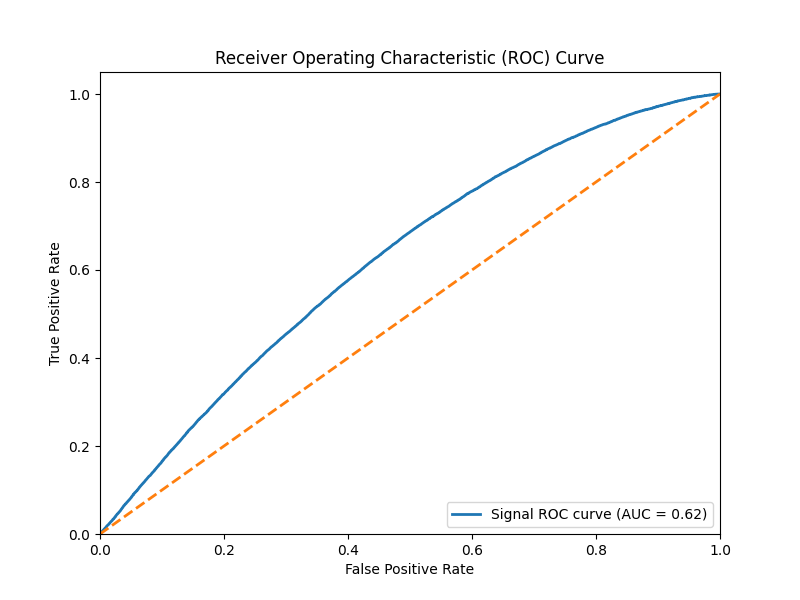 Receiver Operating Characteristic (ROC) Curve
True Positive Rate
1.0
0.8
0.6
0.4
0.2
0.0
Signal ROC curve (AUC = 0.62)
0.0 0.2 0.4 0.6 0.8 1.0
False Positive Rate